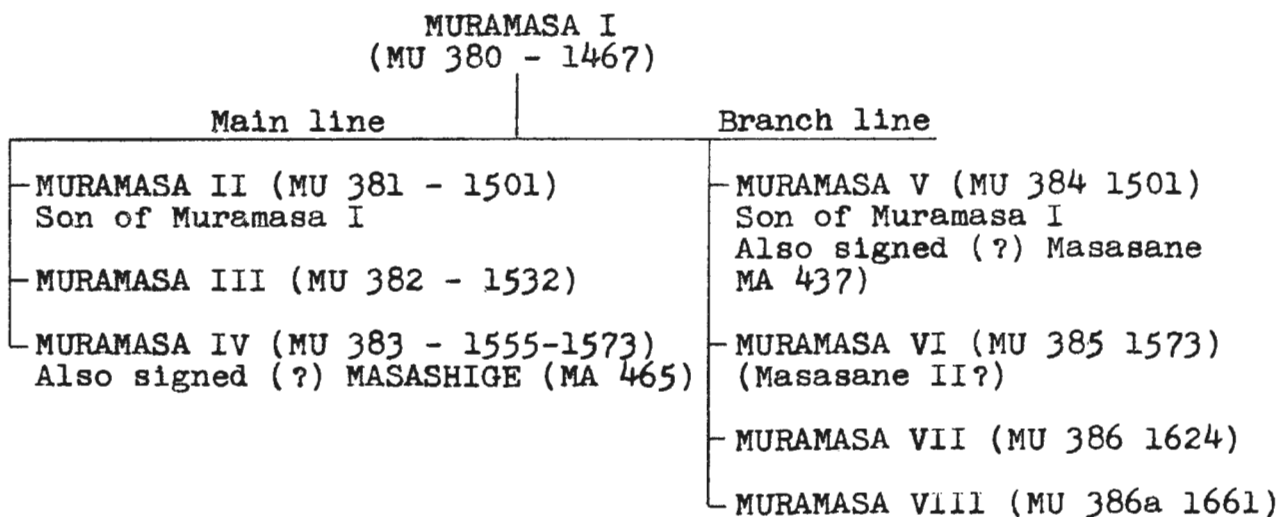 MURAMASA I
(MU 380 - 1467)
Main line
Branch line
MURAMASA II (MU 381 - 1501)
Son of Muramasa I
MURAMASA III (MU 382 - 1532)
MURAMASA IV (MU 383 - 1555-1573)
Also signed (?) MASASHIGE (MA 465)
MURAMASA V (MU 384 1501)
Son of Muramasa I
Also signed (?) Masasane
MA 437)
MURAMASA VI (MU 385 1573)
(Masasane II?)
MURAMASA VII (MU 386 1624)
MURAMASA VIII (MU 386a 1661)